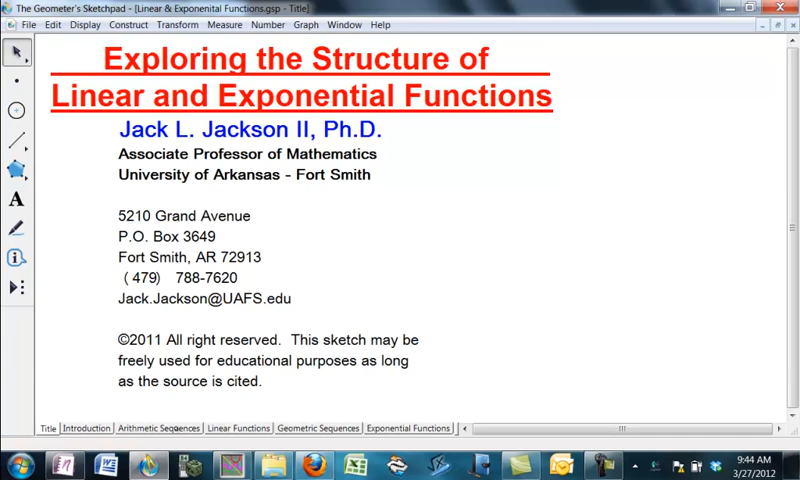 The Geometer's Sketchpad - [Linear & Exponenital Functions.gsp - Title]
File Edit Display Construct Transform Measure Number Graph Window Help
Exploring the Structure of
Linear and Exponential Functions
Jack L. Jackson II, Ph.D.
Associate Professor of Mathematics
University of Arkansas - Fort Smith
5210 Grand Avenue
P.O. Box 3649
Fort Smith, AR 72913
(479) 788-7620
Jack.Jackson@UAFS.edu
©2011 All right reserved. This sketch may be
freely used for educational purposes as long
as the source is cited.
Title Introduction Arithmetic Sequences Linear Functions Geometric Sequences Exponential Functions
9:44 AM
3/27/2012